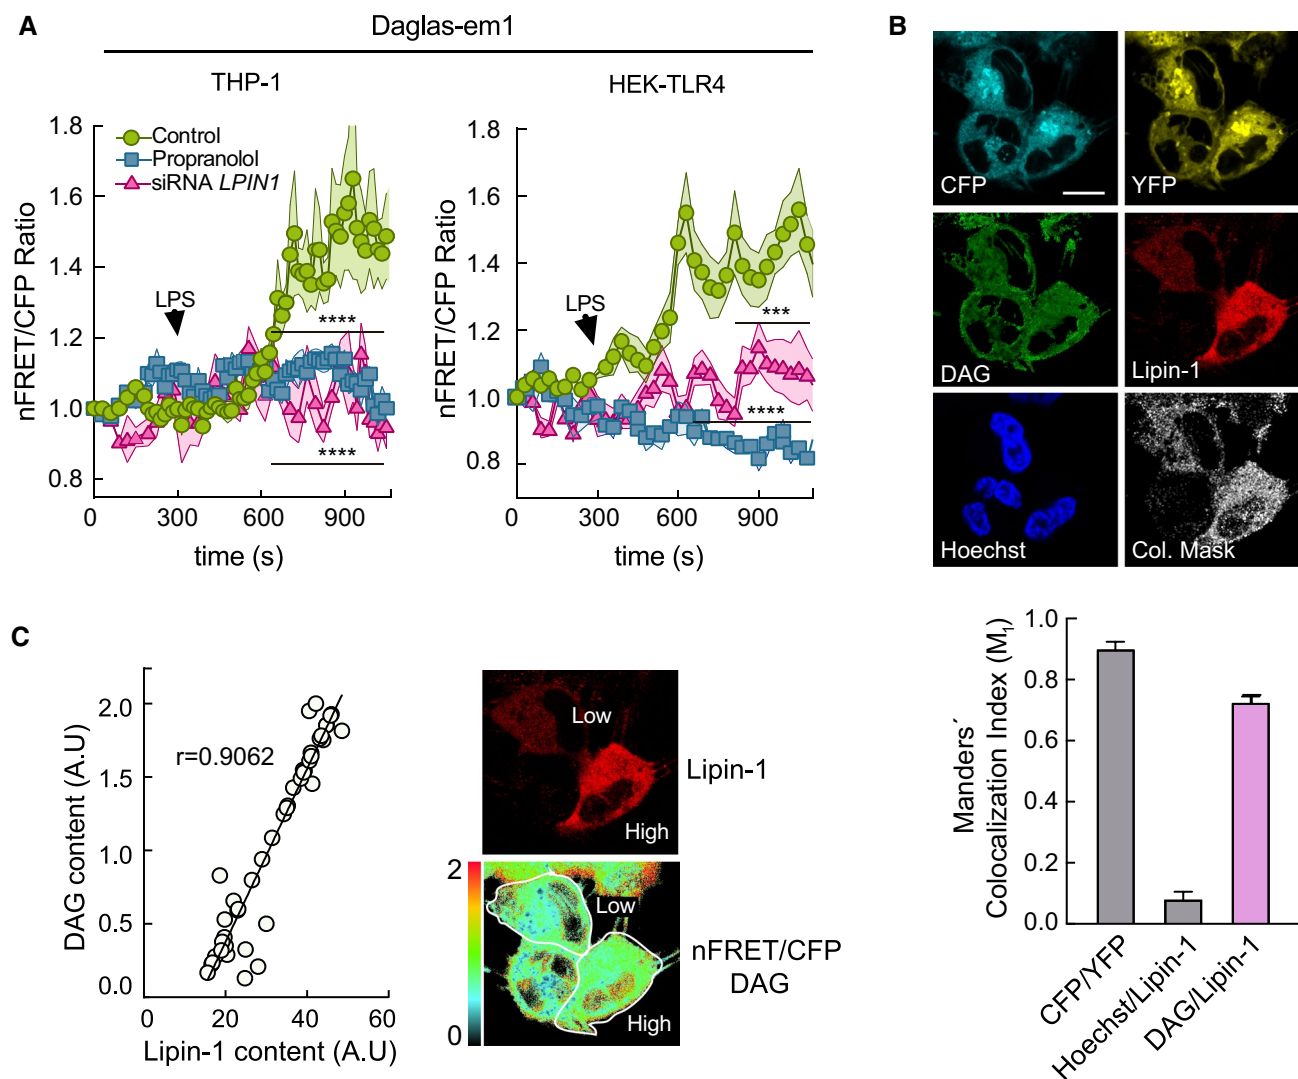 A
Daglas-em1
THP-1
HEK-TLR4
Control
Propranolol
siRNA LPIN1
nFRET/CFP Ratio
1.8
1.6
1.4
1.2
1.0
0.8
LPS
****
****
0 300 600 900
time (s)
nFRET/CFP Ratio
1.8
1.6
1.4
1.2
1.0
0.8
LPS
***
****
0 300 600 900
time (s)
B
CFP
YFP
DAG
Lipin-1
Hoechst
Col. Mask
Manders´
Colocalization Index (M1)
1.0
0.8
0.6
0.4
0.2
0.0
CFP/YFP
Hoechst/Lipin-1
DAG/Lipin-1
C
DAG content (A.U)
2.0
1.5
1.0
0.5
0.0
r=0.9062
0 20 40 60
Lipin-1 content (A.U)
Low
High
Lipin-1
2
0
Low
High
nFRET/CFP
DAG